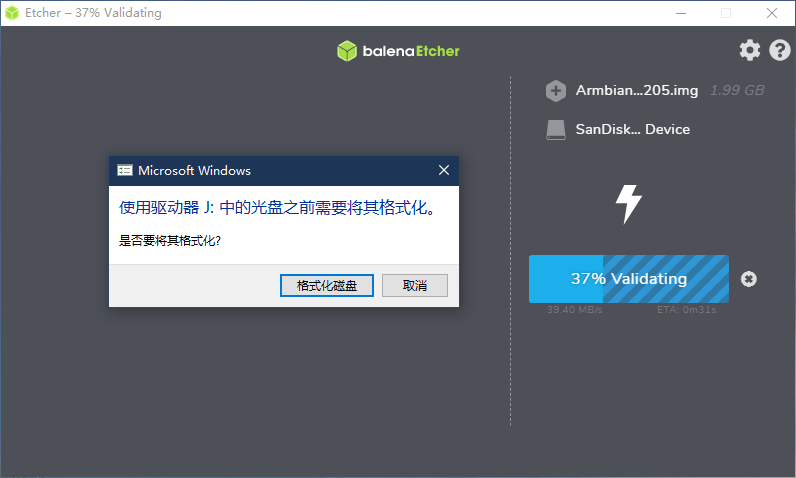 Etcher – 37% Validating
balenaEtcher
Armbian...205.img 1.99 GB
SanDisk... Device
Microsoft Windows
使用驱动器 J: 中的光盘之前需要将其格式化。
是否要将其格式化?
格式化磁盘 取消
37% Validating
39.40 MB/s ETA: 0m31s